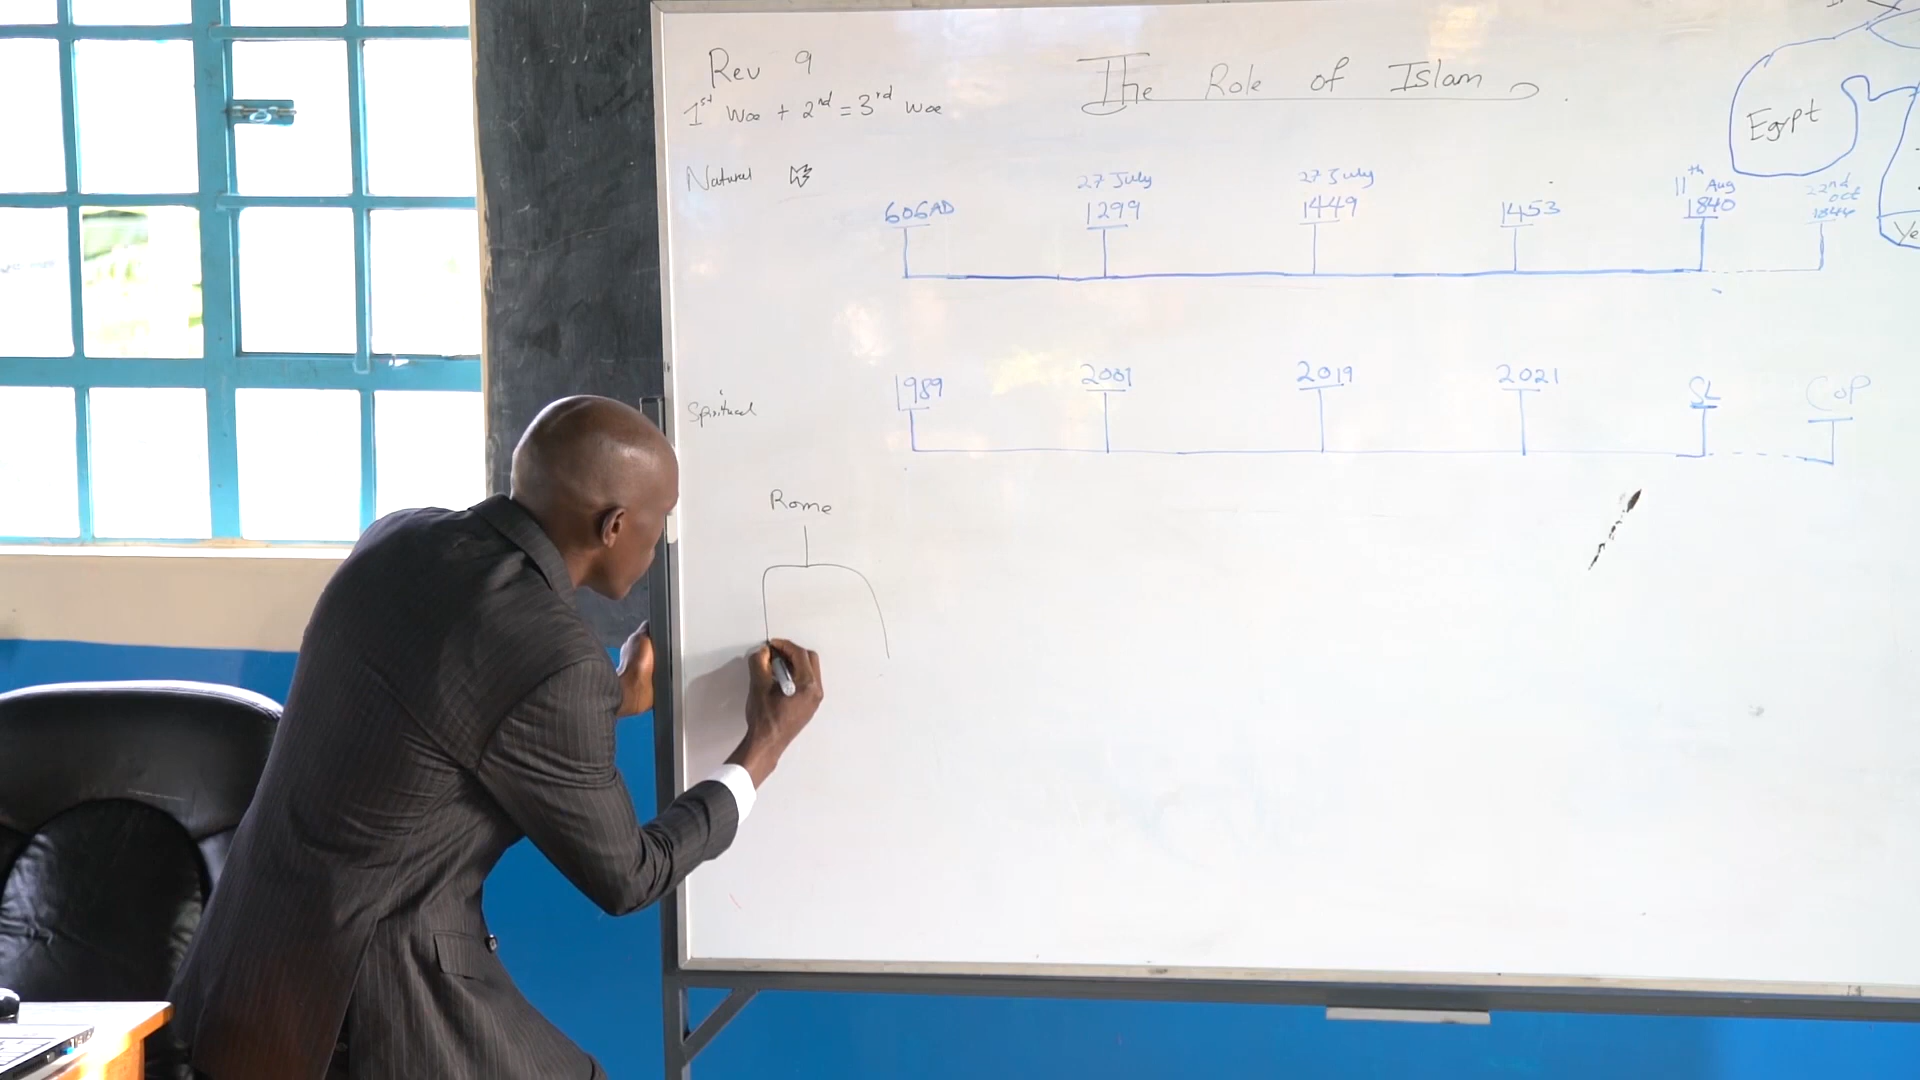 Rev 9
The Role of Islam
1st woe + 2nd = 3rd woe
Natural
606AD
27 July
1299
27 July
1449
1453
11th Aug
1840
22nd
oct
1844
Egypt
Ye
Spiritual
1989
2001
2019
2021
SL
CoP
Rome